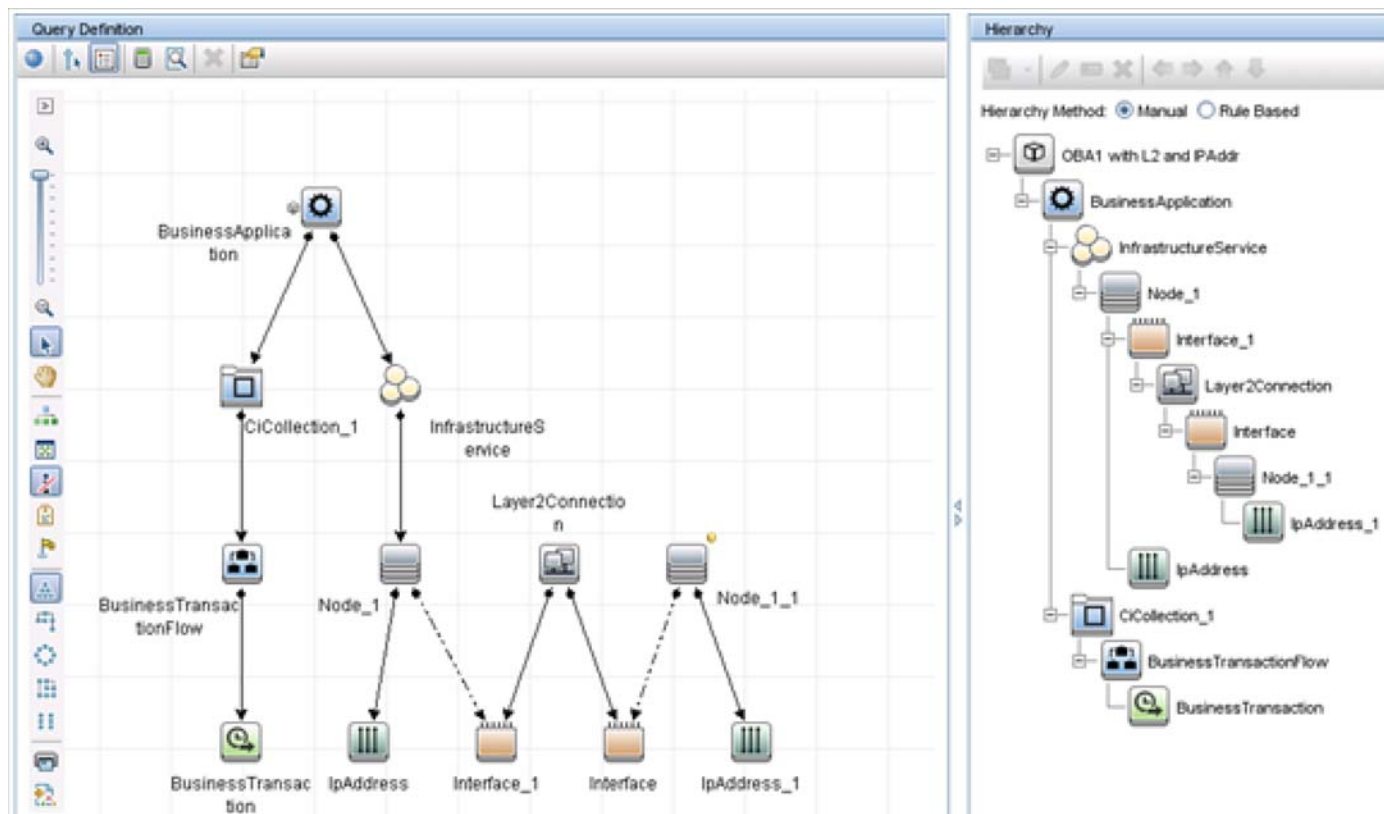 Query Definition
BusinessApplica
tion
CiCollection_1
InfrastructureS
ervice
Layer2Connectio
n
BusinessTransac
tionFlow
Node_1
Node_1_1
BusinessTransac
tion
IpAddress
Interface_1
Interface
IpAddress_1
Hierarchy
Hierarchy Method: Manual Rule Based
OBA1 with L2 and IPAddr
BusinessApplication
InfrastructureService
Node_1
Interface_1
Layer2Connection
Interface
Node_1_1
IpAddress_1
IpAddress
CiCollection_1
BusinessTransactionFlow
BusinessTransaction